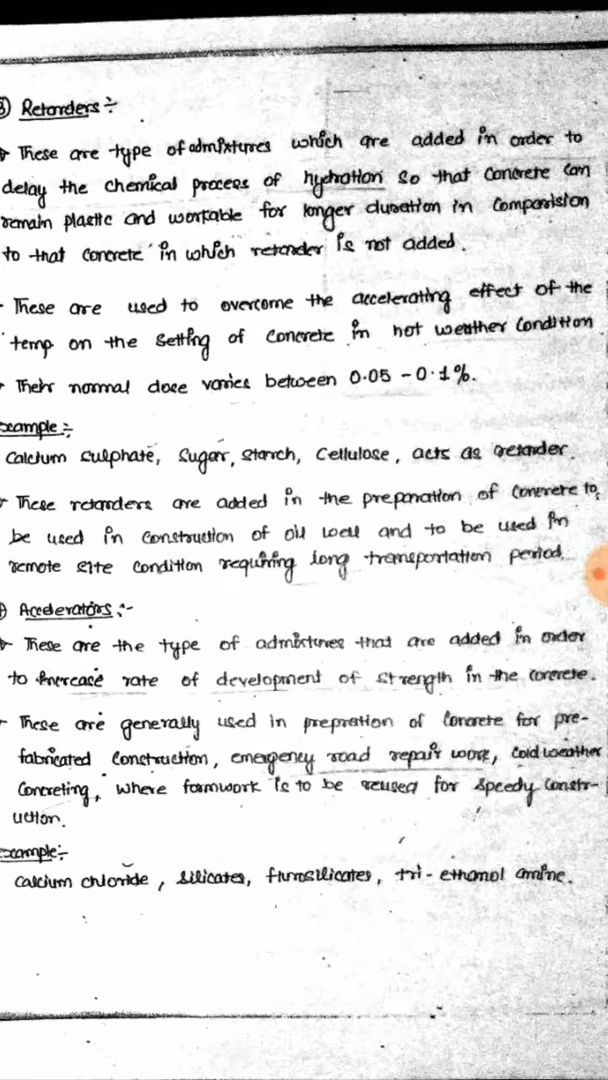 3) Retarders :-
These are type of admixtures which are added in order to
delay the chemical process of hydration so that concrete can
remain plastic and workable for longer duration in comparision
to that concrete in which retarder is not added.
- These are used to overcome the accelerating effect of the
temp on the setting of concrete in hot weather condition
- Their normal dose varies between 0.05 - 0.1%.
xample :-
Calcium sulphate, Sugar, Starch, Cellulose, acts as retarder.
- These retarders are added in the preparation of concrete to
be used in construction of oil well and to be used in
remote site condition requiring long transportation period.
) Accelerators :-
These are the type of admixtures that are added in order
to increase rate of development of strength in the concrete.
- These are generally used in prepration of concrete for pre-
fabricated construction, emergency road repair work, cold weather
concreting, where formwork is to be reused for speedy constr-
uction.
xample :-
Calcium chloride, silicates, flurosilicates, tri-ethanol amine.